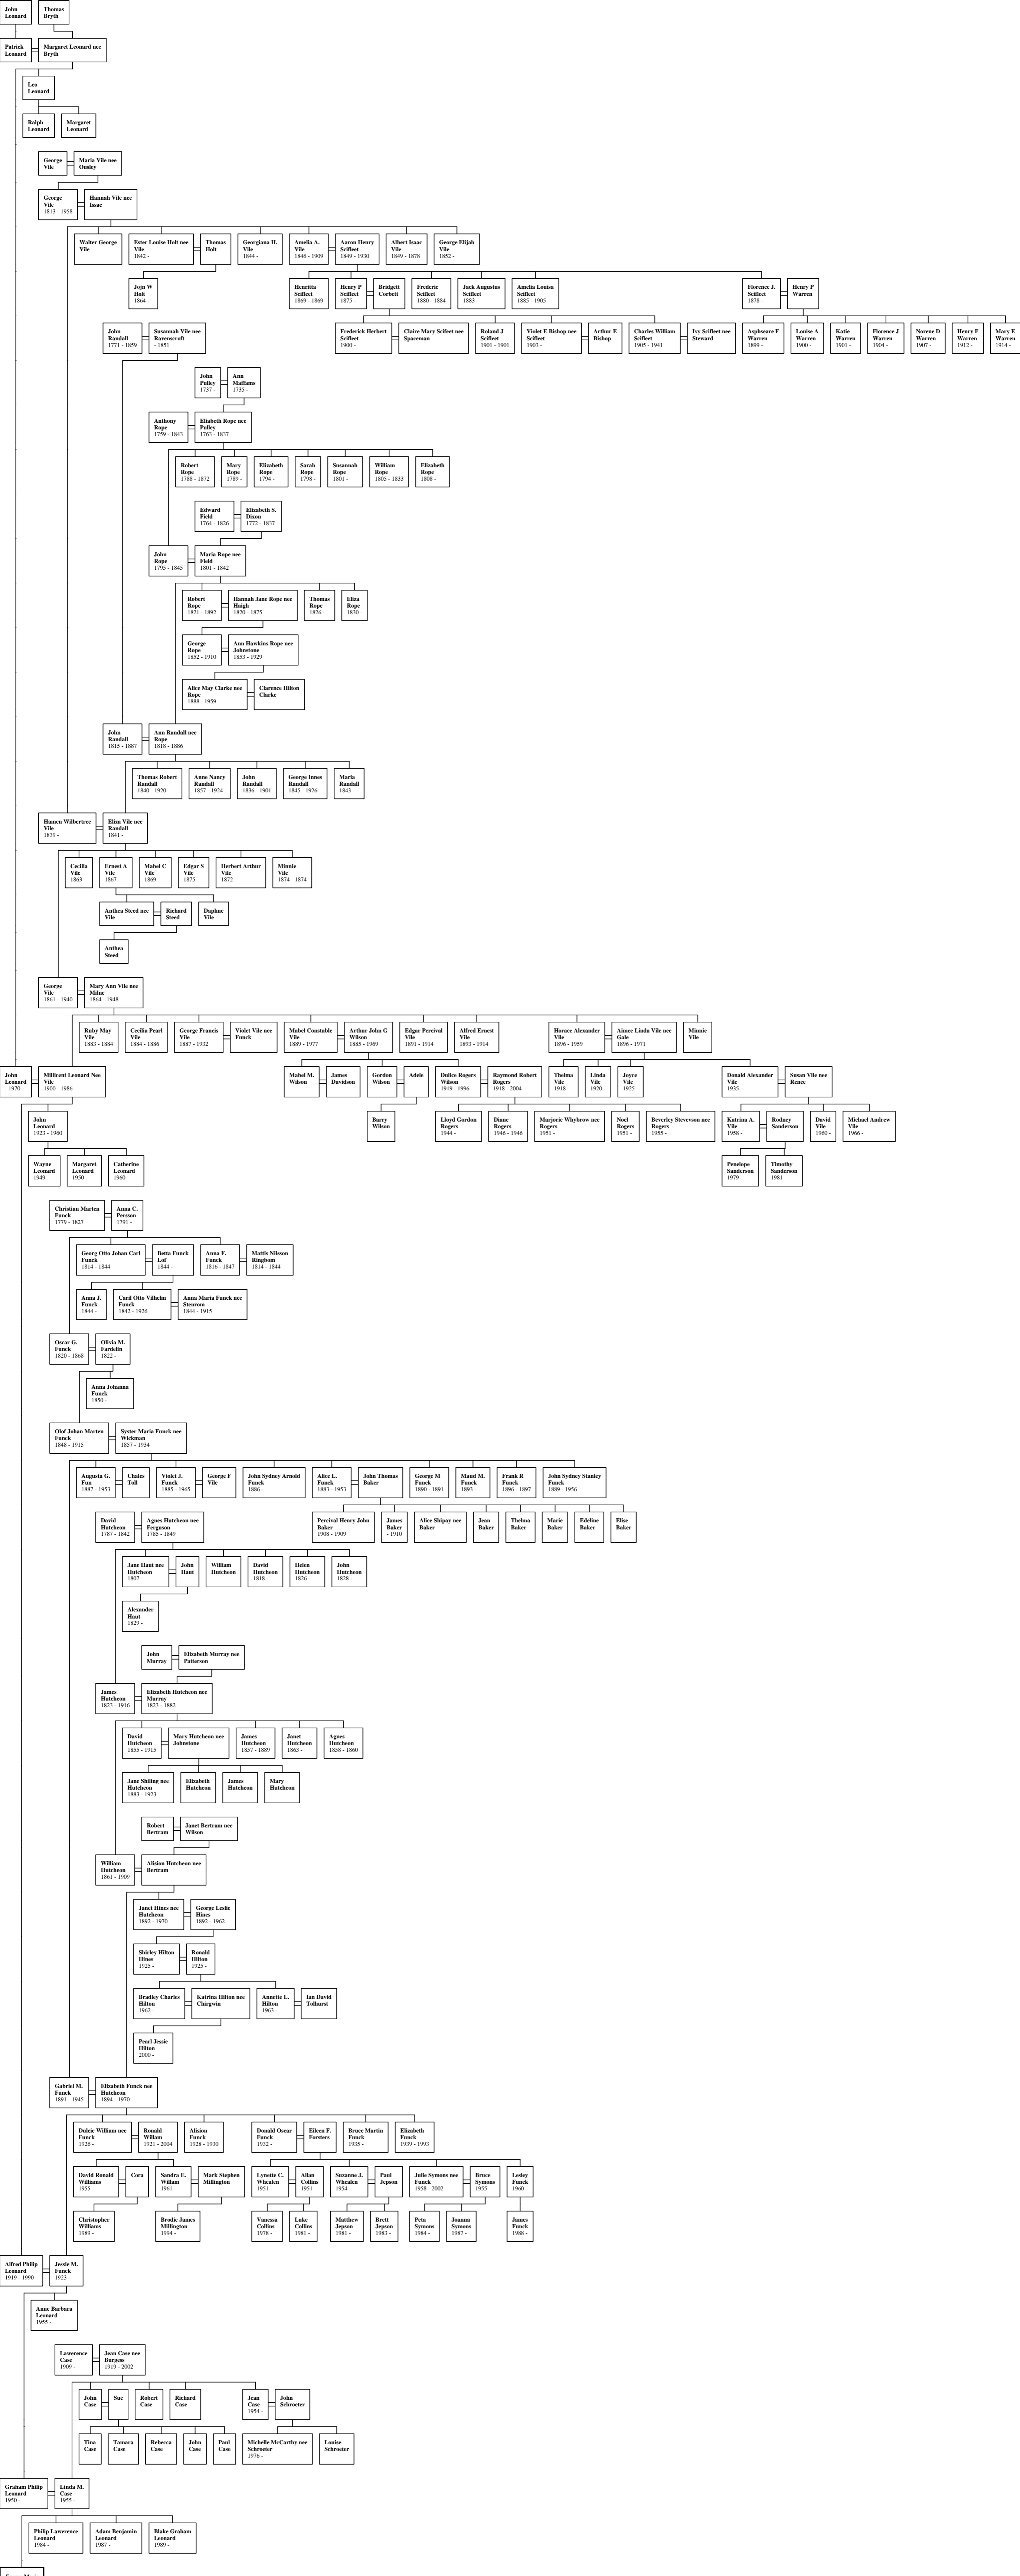 John
Leonard
Thomas
Bryth
Patrick
Leonard
Margaret Leonard nee
Bryth
Leo
Leonard
Ralph
Leonard
Margaret
Leonard
George
Vile
Maria Vile nee
Ousley
George
Vile
1813 - 1958
Hannah Vile nee
Issac
Walter George
Vile
Ester Louise Holt nee
Vile
1842 -
Thomas
Holt
Georgiana H.
Vile
1844 -
Amelia A.
Vile
1846 - 1909
Aaron Henry
Scifleet
1849 - 1930
Albert Isaac
Vile
1849 - 1878
George Elijah
Vile
1852 -
Jojn W
Holt
1864 -
Henritta
Scifleet
1869 - 1869
Henry P
Scifleet
1875 -
Bridgett
Corbett
Frederic
Scifleet
1880 - 1884
Jack Augustus
Scifleet
1883 -
Amelia Louisa
Scifleet
1885 - 1905
Florence J.
Scifleet
1878 -
Henry P
Warren
John
Randall
1771 - 1859
Susannah Vile nee
Ravenscroft
- 1851
Frederick Herbert
Scifleet
1900 -
Claire Mary Scifeet nee
Spaceman
Roland J
Scifleet
1901 - 1901
Violet E Bishop nee
Scifleet
1903 -
Arthur E
Bishop
Charles William
Scifleet
1905 - 1941
Ivy Scifleet nee
Steward
Asphseare F
Warren
1899 -
Louise A
Warren
1900 -
Katie
Warren
1901 -
Florence J
Warren
1904 -
Norene D
Warren
1907 -
Henry F
Warren
1912 -
Mary E
Warren
1914 -
John
Pulley
1737 -
Ann
Maffams
1735 -
Anthony
Rope
1759 - 1843
Eliabeth Rope nee
Pulley
1763 - 1837
Robert
Rope
1788 - 1872
Mary
Rope
1789 -
Elizabeth
Rope
1794 -
Sarah
Rope
1798 -
Susannah
Rope
1801 -
William
Rope
1805 - 1833
Elizabeth
Rope
1808 -
Edward
Field
1764 - 1826
Elizabeth S.
Dixon
1772 - 1837
John
Rope
1795 - 1845
Maria Rope nee
Field
1801 - 1842
Robert
Rope
1821 - 1892
Hannah Jane Rope nee
Haigh
1820 - 1875
Thomas
Rope
1826 -
Eliza
Rope
1830 -
George
Rope
1852 - 1910
Ann Hawkins Rope nee
Johnstone
1853 - 1929
Alice May Clarke nee
Rope
1888 - 1959
Clarence Hilton
Clarke
John
Randall
1815 - 1887
Ann Randall nee
Rope
1818 - 1886
Thomas Robert
Randall
1840 - 1920
Anne Nancy
Randall
1857 - 1924
John
Randall
1836 - 1901
George Innes
Randall
1845 - 1926
Maria
Randall
1843 -
Hamen Wilbertree
Vile
1839 -
Eliza Vile nee
Randall
1841 -
Cecilia
Vile
1863 -
Ernest A
Vile
1867 -
Mabel C
Vile
1869 -
Edgar S
Vile
1875 -
Herbert Arthur
Vile
1872 -
Minnie
Vile
1874 - 1874
Anthea Steed nee
Vile
Richard
Steed
Daphne
Vile
Anthea
Steed
George
Vile
1861 - 1940
Mary Ann Vile nee
Milne
1864 - 1948
Ruby May
Vile
1883 - 1884
Cecilia Pearl
Vile
1884 - 1886
George Francis
Vile
1887 - 1932
Violet Vile nee
Funck
Mabel Constable
Vile
1889 - 1977
Arthur John G
Wilson
1885 - 1969
Edgar Percival
Vile
1891 - 1914
Alfred Ernest
Vile
1893 - 1914
Horace Alexander
Vile
1896 - 1959
Aimee Linda Vile nee
Gale
1896 - 1971
Minnie
Vile
John
Leonard
- 1970
Millicent Leonard Nee
Vile
1900 - 1986
Mabel M.
Wilson
James
Davidson
Gordon
Wilson
Adele
Dulice Rogers
Wilson
1919 - 1996
Raymond Robert
Rogers
1918 - 2004
Thelma
Vile
1918 -
Linda
Vile
1920 -
Joyce
Vile
1925 -
Donald Alexander
Vile
1935 -
Susan Vile nee
Renee
John
Leonard
1923 - 1960
Barry
Wilson
Lloyd Gordon
Rogers
1944 -
Diane
Rogers
1946 - 1946
Marjorie Whybrow nee
Rogers
1951 -
Noel
Rogers
1951 -
Beverley Stevevson nee
Rogers
1955 -
Katrina A.
Vile
1958 -
Rodney
Sanderson
David
Vile
1960 -
Michael Andrew
Vile
1966 -
Wayne
Leonard
1949 -
Margaret
Leonard
1950 -
Catherine
Leonard
1960 -
Penelope
Sanderson
1979 -
Timothy
Sanderson
1981 -
Christian Marten
Funck
1779 - 1827
Anna C.
Persson
1791 -
Georg Otto Johan Carl
Funck
1814 - 1844
Betta Funck
Lof
1844 -
Anna F.
Funck
1816 - 1847
Mattis Nilsson
Ringbom
1814 - 1844
Anna J.
Funck
1844 -
Caril Otto Vilhelm
Funck
1842 - 1926
Anna Maria Funck nee
Stenrom
1844 - 1915
Oscar G.
Funck
1820 - 1868
Olivia M.
Fardelin
1822 -
Anna Johanna
Funck
1850 -
Olof Johan Marten
Funck
1848 - 1915
Syster Maria Funck nee
Wickman
1857 - 1934
Augusta G.
Fun
1887 - 1953
Chales
Toll
Violet J.
Funck
1885 - 1965
George F
Vile
John Sydney Arnold
Funck
1886 -
Alice L.
Funck
1883 - 1953
John Thomas
Baker
George M
Funck
1890 - 1891
Maud M.
Funck
1893 -
Frank R
Funck
1896 - 1897
John Sydney Stanley
Funck
1889 - 1956
David
Hutcheon
1787 - 1842
Agnes Hutcheon nee
Ferguson
1785 - 1849
Percival Henry John
Baker
1908 - 1909
James
Baker
- 1910
Alice Shipay nee
Baker
Jean
Baker
Thelma
Baker
Marie
Baker
Edeline
Baker
Elise
Baker
Jane Haut nee
Hutcheon
1807 -
John
Haut
William
Hutcheon
David
Hutcheon
1818 -
Helen
Hutcheon
1826 -
John
Hutcheon
1828 -
Alexander
Haut
1829 -
John
Murray
Elizabeth Murray nee
Patterson
James
Hutcheon
1823 - 1916
Elizabeth Hutcheon nee
Murray
1823 - 1882
David
Hutcheon
1855 - 1915
Mary Hutcheon nee
Johnstone
James
Hutcheon
1857 - 1889
Janet
Hutcheon
1863 -
Agnes
Hutcheon
1858 - 1860
Jane Shiling nee
Hutcheon
1883 - 1923
Elizabeth
Hutcheon
James
Hutcheon
Mary
Hutcheon
Robert
Bertram
Janet Bertram nee
Wilson
William
Hutcheon
1861 - 1909
Alision Hutcheon nee
Bertram
Janet Hines nee
Hutcheon
1892 - 1970
George Leslie
Hines
1892 - 1962
Shirley Hilton
Hines
1925 -
Ronald
Hilton
1925 -
Bradley Charles
Hilton
1962 -
Katrina Hilton nee
Chirgwin
Annette L.
Hilton
1963 -
Ian David
Tolhurst
Pearl Jessie
Hilton
2000 -
Gabriel M.
Funck
1891 - 1945
Elizabeth Funck nee
Hutcheon
1894 - 1970
Dulcie William nee
Funck
1926 -
Ronald
Willam
1921 - 2004
Alision
Funck
1928 - 1930
Donald Oscar
Funck
1932 -
Eileen F.
Forsters
Bruce Martin
Funck
1935 -
Elizabeth
Funck
1939 - 1993
David Ronald
Williams
1955 -
Cora
Sandra E.
Willam
1961 -
Mark Stephen
Millington
Lynette C.
Whealen
1951 -
Allan
Collins
1951 -
Suzanne J.
Whealen
1954 -
Paul
Jepson
Julie Symons nee
Funck
1958 - 2002
Bruce
Symons
1955 -
Lesley
Funck
1960 -
Christopher
Williams
1989 -
Brodie James
Millington
1994 -
Vanessa
Collins
1978 -
Luke
Collins
1981 -
Matthew
Jepson
1981 -
Brett
Jepson
1983 -
Peta
Symons
1984 -
Joanna
Symons
1987 -
James
Funck
1988 -
Alfred Philip
Leonard
1919 - 1990
Jessie M.
Funck
1923 -
Anne Barbara
Leonard
1955 -
Lawerence
Case
1909 -
Jean Case nee
Burgess
1919 - 2002
John
Case
Sue
Robert
Case
Richard
Case
Jean
Case
1954 -
John
Schroeter
Tina
Case
Tamara
Case
Rebecca
Case
John
Case
Paul
Case
Michelle McCarthy nee
Schroeter
1976 -
Louise
Schroeter
Graham Philip
Leonard
1950 -
Linda M.
Case
1955 -
Philip Lawerence
Leonard
1984 -
Adam Benjamin
Leonard
1987 -
Blake Graham
Leonard
1989 -